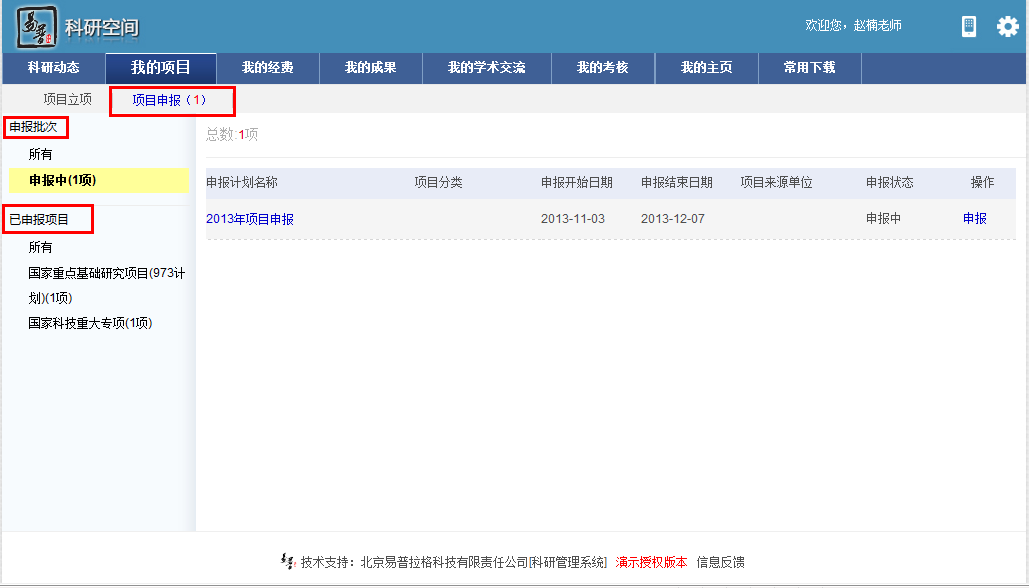 易普 科研空间
欢迎您，赵楠老师
科研动态 我的项目 我的经费 我的成果 我的学术交流 我的考核 我的主页 常用下载
项目立项 项目申报（1）
申报批次
所有
申报中(1项)
已申报项目
所有
国家重点基础研究项目(973计
划)(1项)
国家科技重大专项(1项)
总数:1项
申报计划名称 项目分类 申报开始日期 申报结束日期 项目来源单位 申报状态 操作
2013年项目申报 2013-11-03 2013-12-07 申报中 申报
技术支持：北京易普拉格科技有限责任公司[科研管理系统] 演示授权版本 信息反馈